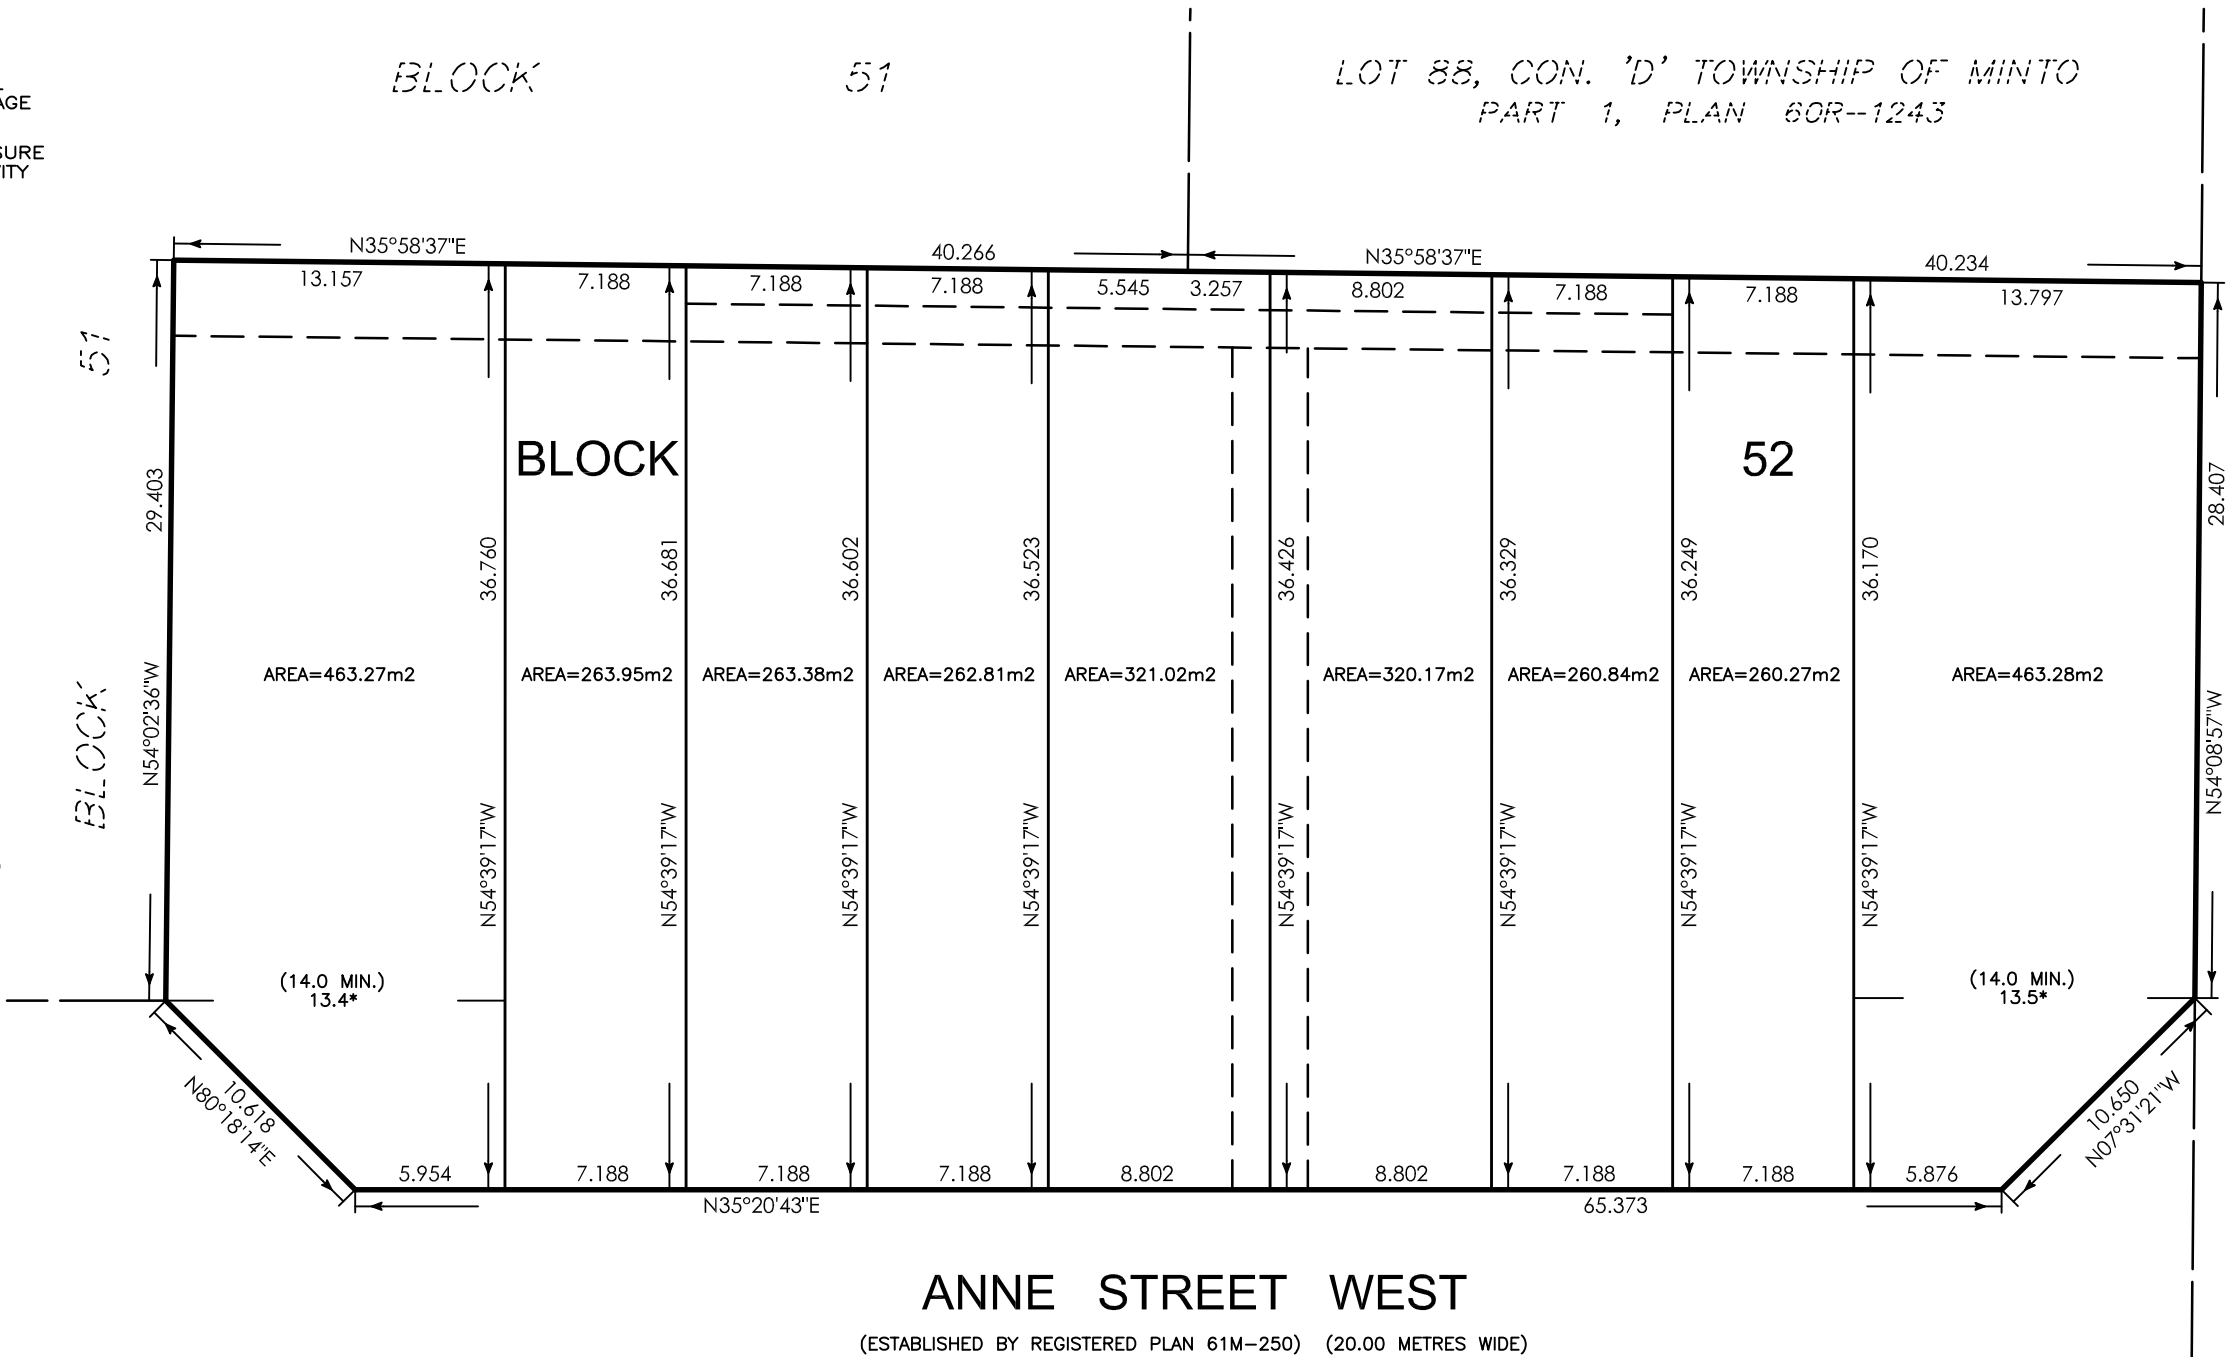 BLOCK 51
LOT 88, CON. 'D' TOWNSHIP OF MINTO
PART 1, PLAN 60R--1243
AGE
SURE
N35°58'37"E 40.266 N35°58'37"E 40.234
13.157 7.188 7.188 7.188 5.545 3.257 8.802 7.188 7.188 13.797
BLOCK 51
N54°02'36"W 29.403
BLOCK 52
36.760 36.681 36.602 36.523 36.426 36.329 36.249 36.170
28.407
AREA=463.27m2 AREA=263.95m2 AREA=263.38m2 AREA=262.81m2 AREA=321.02m2 AREA=320.17m2 AREA=260.84m2 AREA=260.27m2 AREA=463.28m2
N54°08'57"W
N54°39'17"W N54°39'17"W N54°39'17"W N54°39'17"W N54°39'17"W N54°39'17"W N54°39'17"W N54°39'17"W
(14.0 MIN.)
13.4*
(14.0 MIN.)
13.5*
10.618
N80°18'14"E
10.650
N07°31'21"W
5.954 7.188 7.188 7.188 8.802 8.802 7.188 7.188 5.876
N35°20'43"E 65.373
ANNE STREET WEST
(ESTABLISHED BY REGISTERED PLAN 61M-250) (20.00 METRES WIDE)